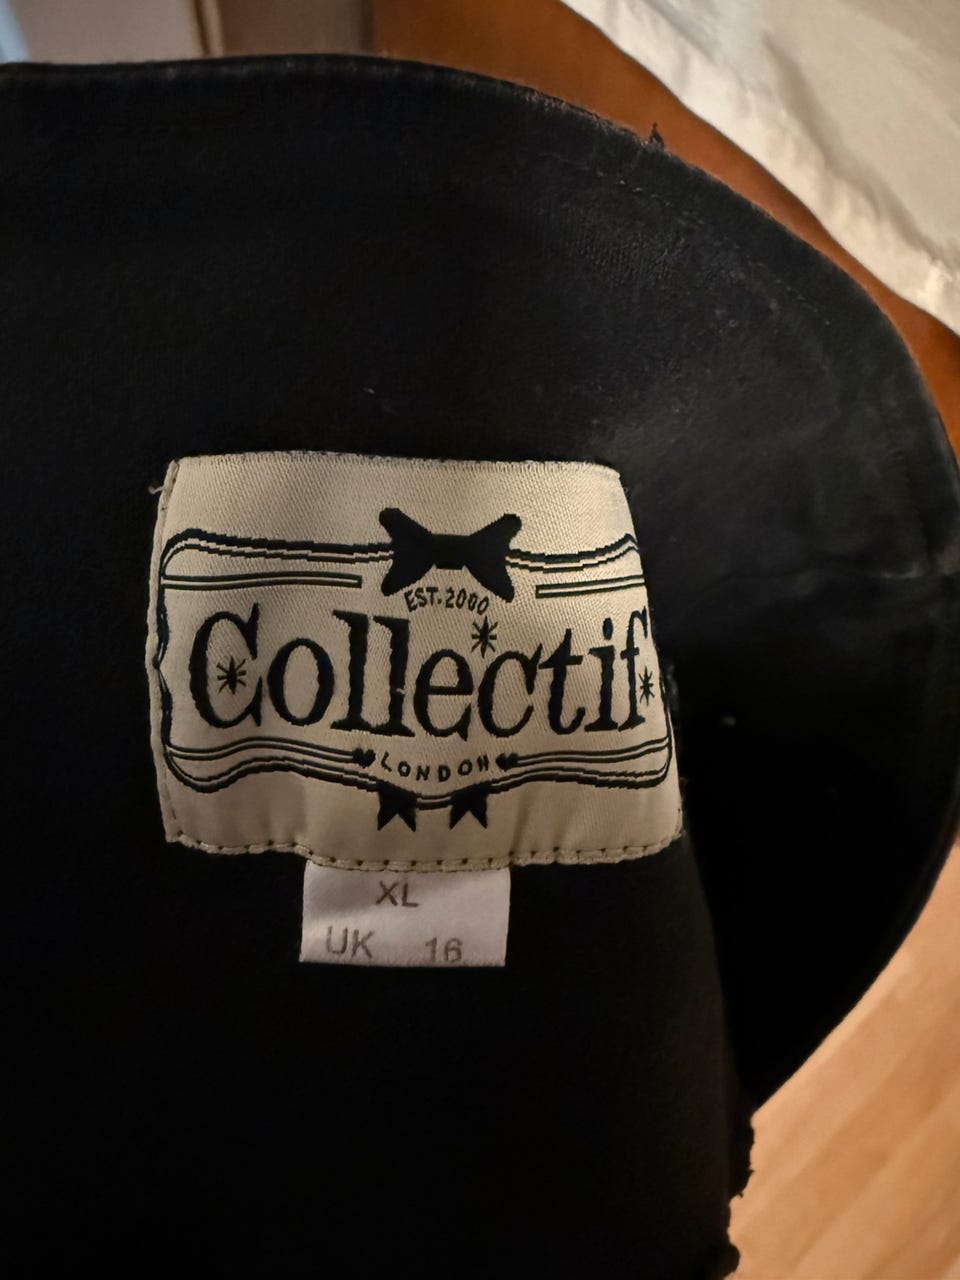 EST. 2000
Collectif
LONDON
XL
UK 16